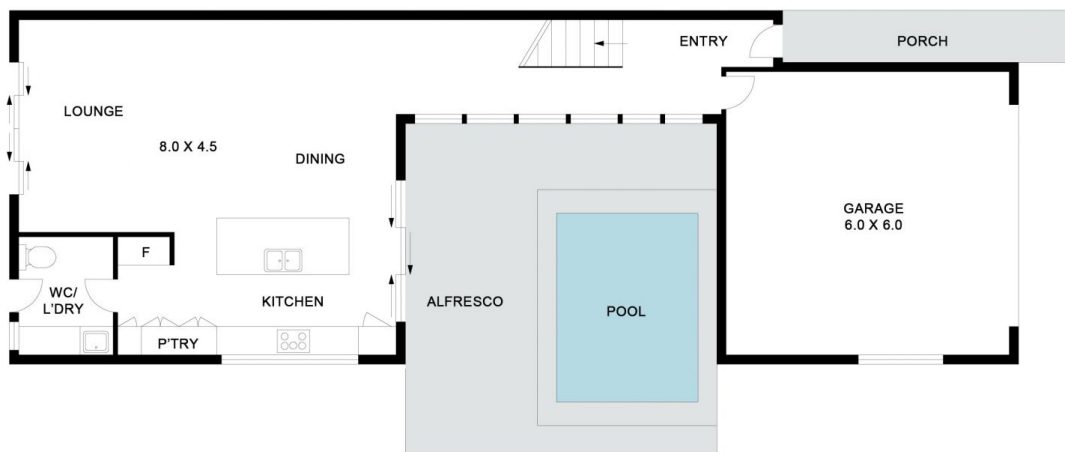 ENTRY
PORCH
LOUNGE
8.0 X 4.5
DINING
GARAGE
6.0 X 6.0
F
WC/
L'DRY
KITCHEN
ALFRESCO
POOL
P'TRY